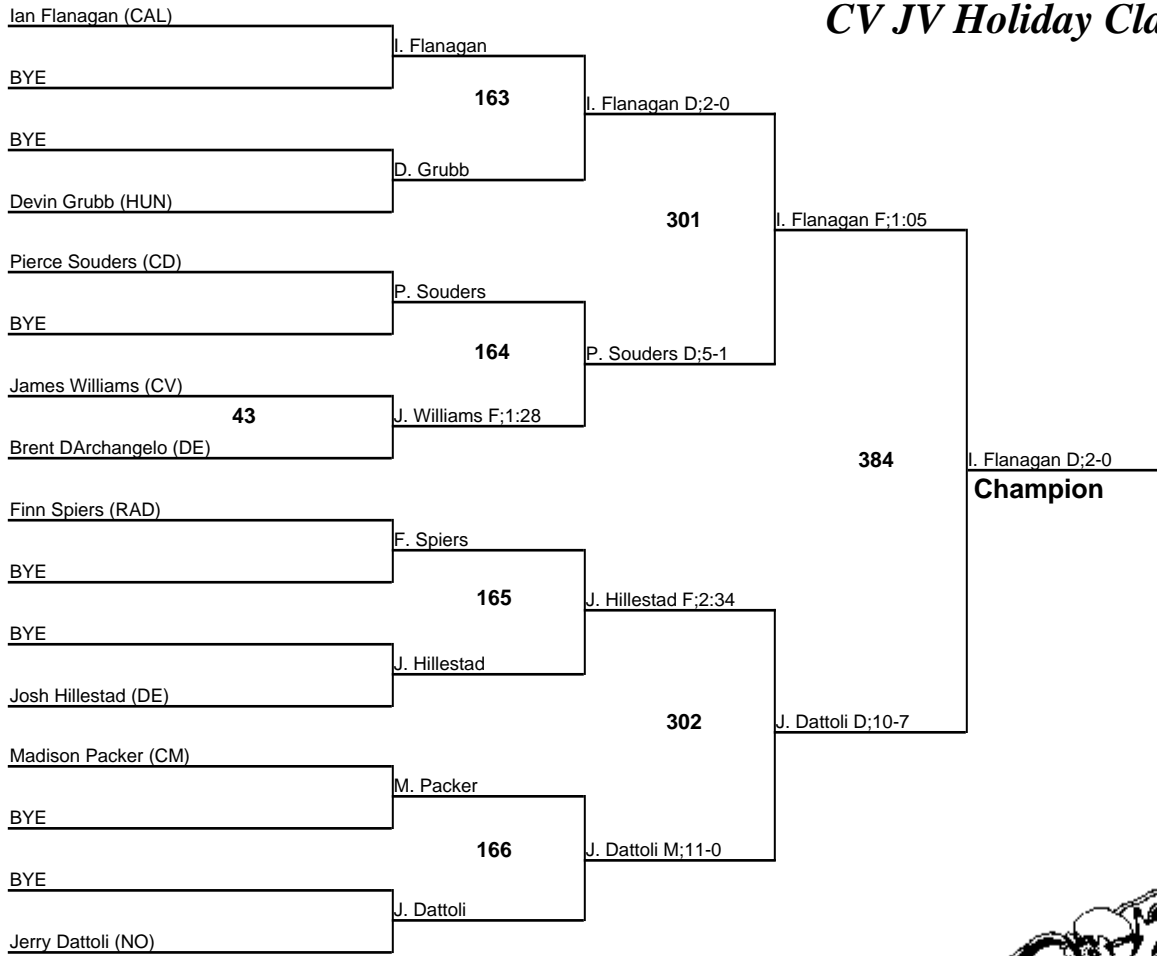 CV JV Holiday
Ian Flanagan (CAL)
I. Flanagan
BYE
163
I. Flanagan D;2-0
BYE
D. Grubb
Devin Grubb (HUN)
301
I. Flanagan F;1:05
Pierce Souders (CD)
P. Souders
BYE
164
P. Souders D;5-1
James Williams (CV)
43
J. Williams F;1:28
Brent DArchangelo (DE)
384
I. Flanagan D;2-0
Champion
Finn Spiers (RAD)
F. Spiers
BYE
165
J. Hillestad F;2:34
BYE
J. Hillestad
Josh Hillestad (DE)
302
J. Dattoli D;10-7
Madison Packer (CM)
M. Packer
BYE
166
J. Dattoli M;11-0
BYE
J. Dattoli
Jerry Dattoli (NO)